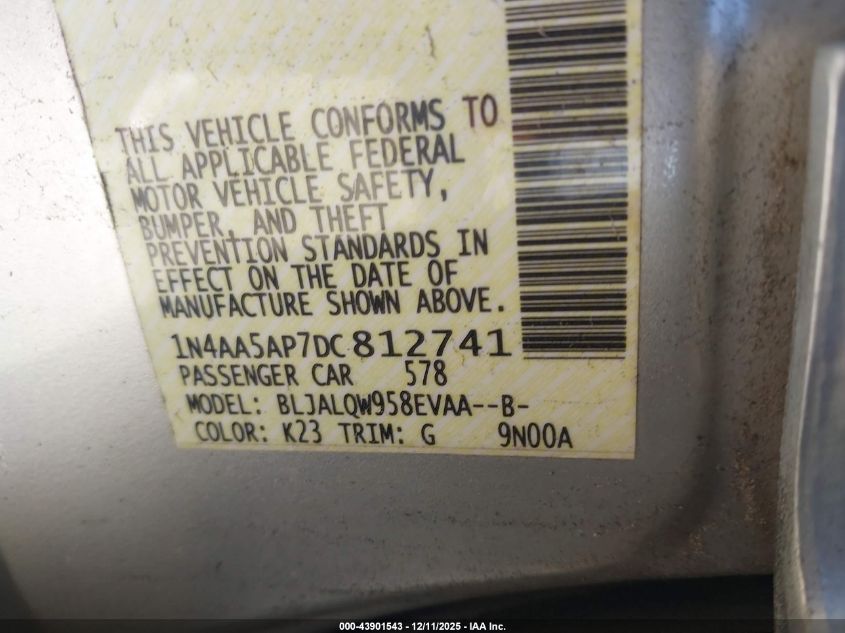 THIS VEHICLE CONFORMS TO
ALL APPLICABLE FEDERAL
MOTOR VEHICLE SAFETY,
BUMPER, AND THEFT
PREVENTION STANDARDS IN
EFFECT ON THE DATE OF
MANUFACTURE SHOWN ABOVE.
1N4AA5AP7DC812741
PASSENGER CAR 578
MODEL: BLJALQW958EVAA--B-
COLOR: K23 TRIM: G 9N00A
000-43901543 - 12/11/2025 - IAA Inc.